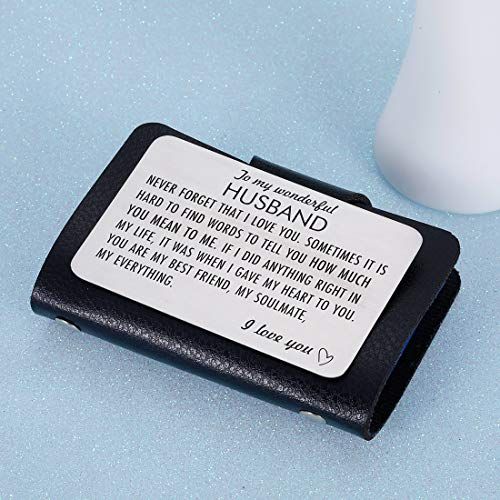 To my wonderful
HUSBAND
NEVER FORGET THAT I LOVE YOU. SOMETIMES IT IS
HARD TO FIND WORDS TO TELL YOU HOW MUCH
YOU MEAN TO ME. IF I DID ANYTHING RIGHT IN
MY LIFE, IT WAS WHEN I GAVE MY HEART TO YOU.
YOU ARE MY BEST FRIEND, MY SOULMATE,
MY EVERYTHING.
I love you ♡